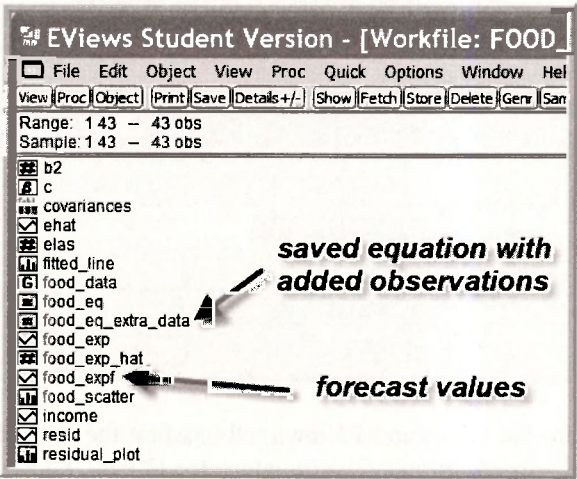 EViews Student Version - [Workfile: FOOD_
File Edit Object View Proc Quick Options Window Hel
View Proc Object Print Save Details+/- Show Fetch Store Delete Genr Sam
Range: 1 43 – 43 obs
Sample: 1 43 – 43 obs
b2
β c
covariances
ehat
elas
fitted_line
G food_data
food_eq
food_eq_extra_data
food_exp
food_exp_hat
food_expf
food_scatter
income
resid
residual_plot
saved equation with
added observations
forecast values